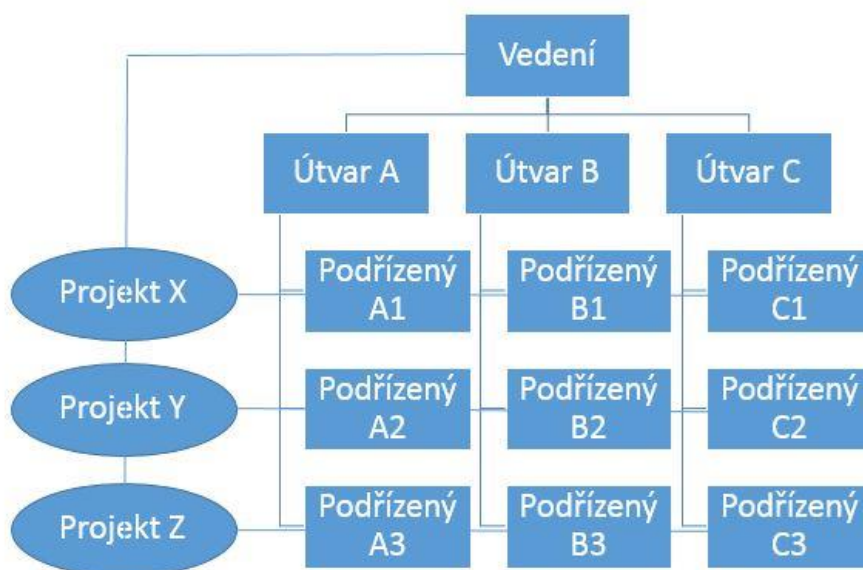 Vedení
Útvar A
Útvar B
Útvar C
Projekt X
Podřízený
A1
Podřízený
B1
Podřízený
C1
Projekt Y
Podřízený
A2
Podřízený
B2
Podřízený
C2
Projekt Z
Podřízený
A3
Podřízený
B3
Podřízený
C3